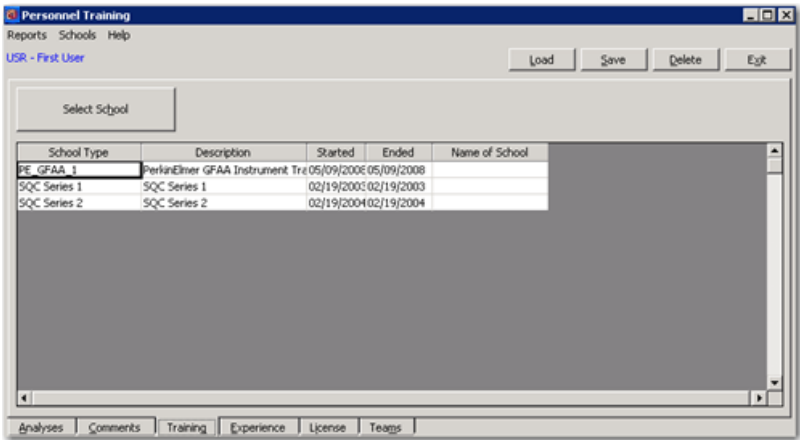 Personnel Training
Reports Schools Help
USR - First User
Load Save Delete Exit
Select School
School Type Description Started Ended Name of School
PE_GFAA_1 PerkinElmer GFAA Instrument Tra 05/09/2008 05/09/2008
SQC Series 1 SQC Series 1 02/19/2003 02/19/2003
SQC Series 2 SQC Series 2 02/19/2004 02/19/2004
Analyses Comments Training Experience License Teams